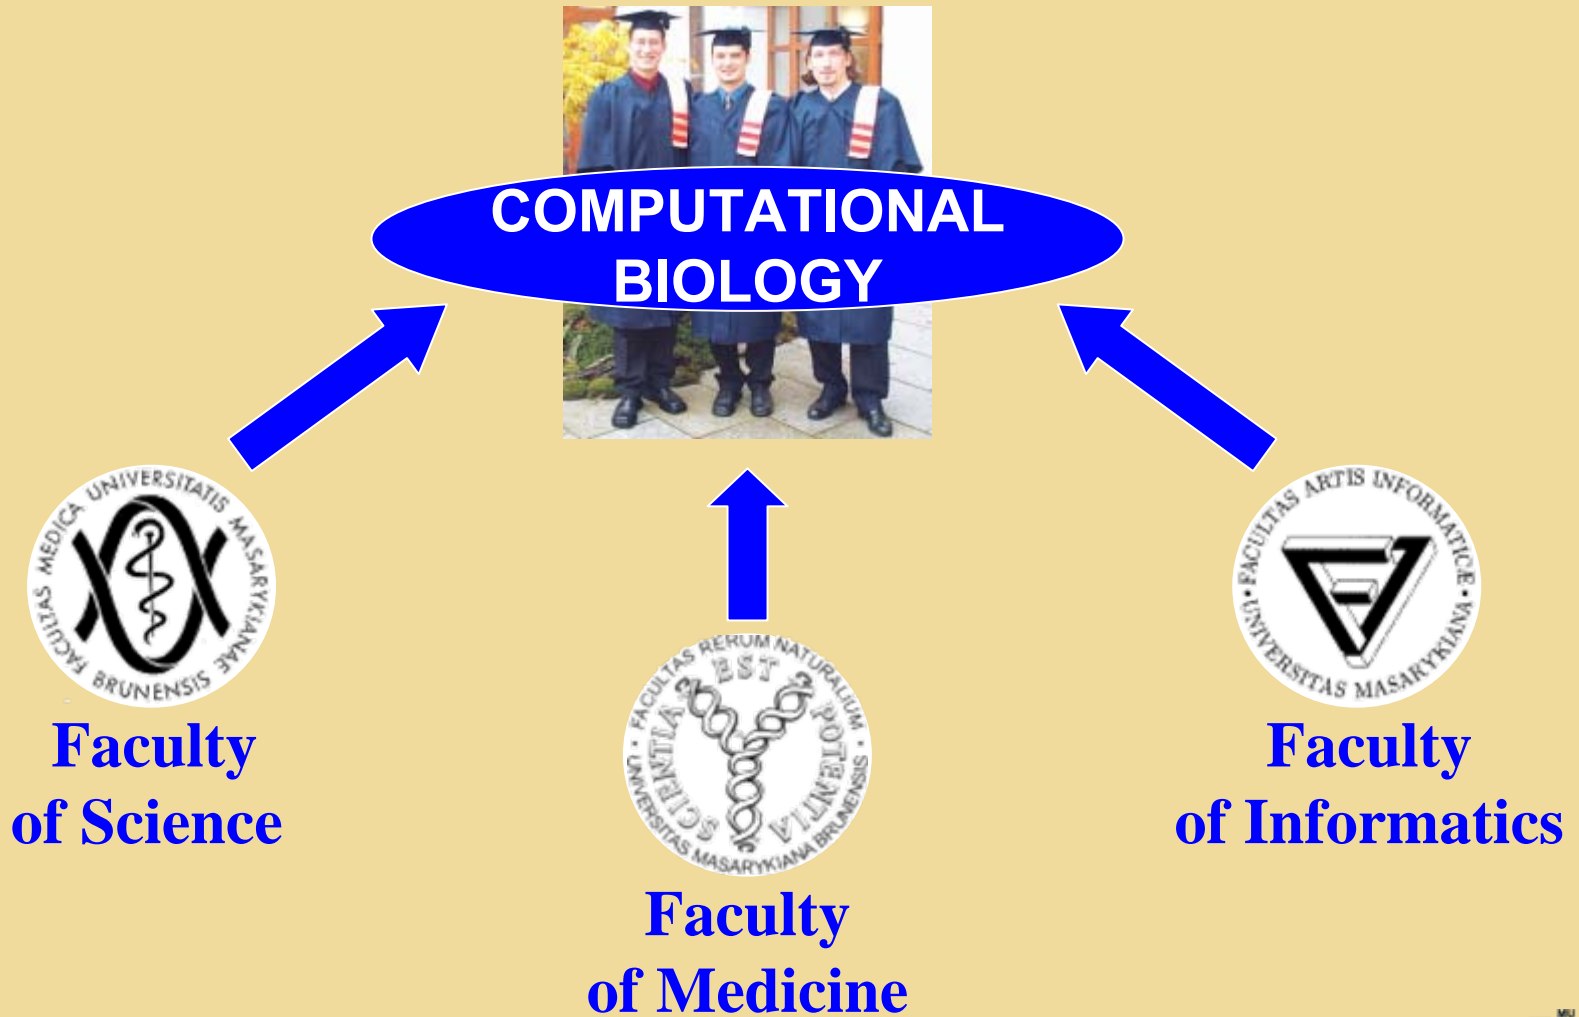 COMPUTATIONAL
BIOLOGY
FACULTAS MEDICA UNIVERSITATIS MASARYKIANAE BRUNENSIS
Faculty
of Science
FACULTAS RERUM NATURALIUM
UNIVERSITAS MASARYKIANA BRUNENSIS
SCIENTIA EST POTENTIA
Faculty
of Medicine
FACULTAS ARTIS INFORMATICÆ
UNIVERSITAS MASARYKIANA
Faculty
of Informatics